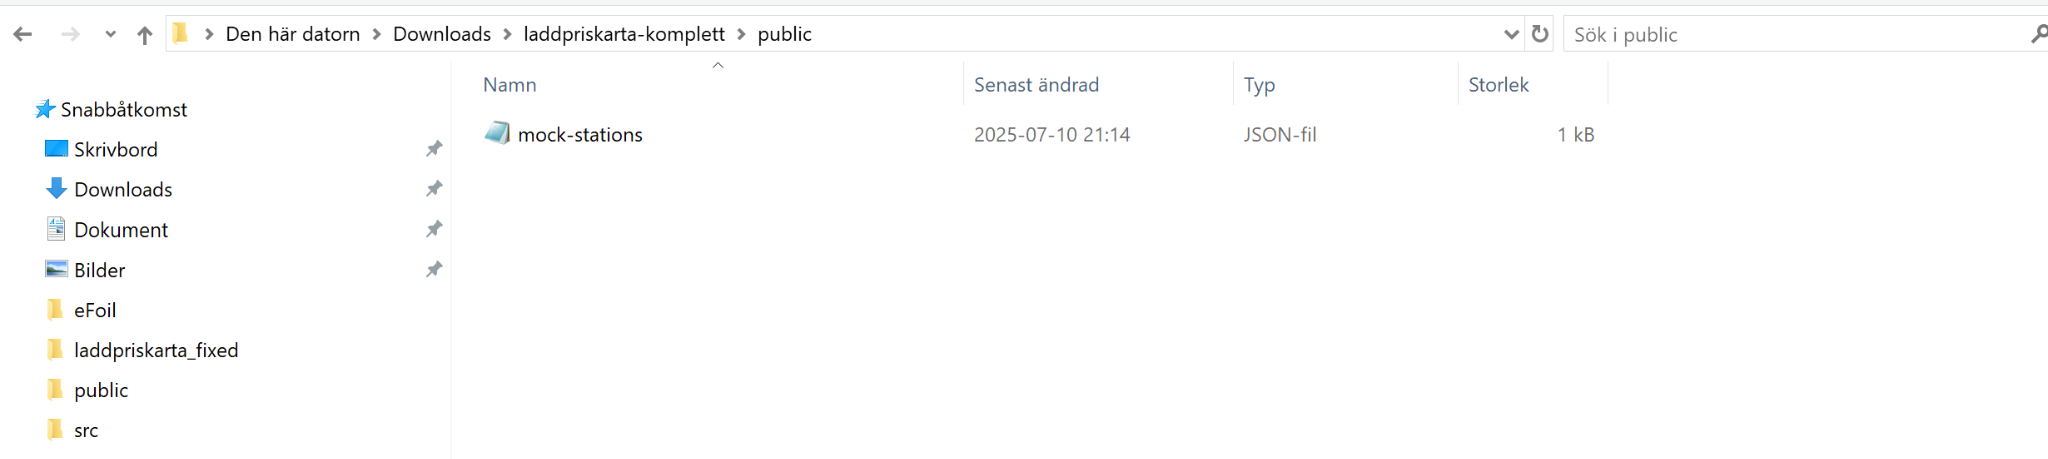 Den här datorn > Downloads > laddpriskarta-komplett > public
Sök i public
Namn Senast ändrad Typ Storlek
mock-stations 2025-07-10 21:14 JSON-fil 1 kB
Snabbåtkomst
Skrivbord
Downloads
Dokument
Bilder
eFoil
laddpriskarta_fixed
public
src